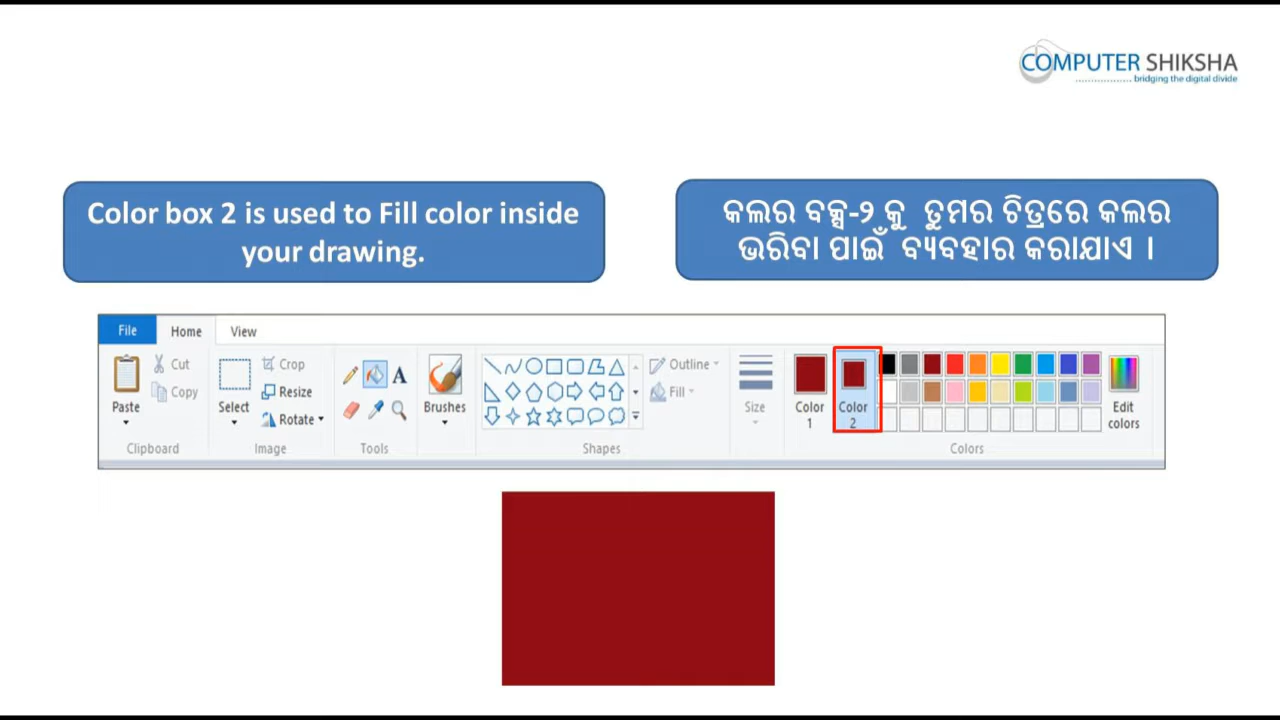 COMPUTER SHIKSHA
bridging the digital divide
Color box 2 is used to Fill color inside
your drawing.
କଲର ବକ୍ସ-୨ କୁ ତୁମର ଚିତ୍ରରେ କଲର
ଭରିବା ପାଇଁ ବ୍ୟବହାର କରାଯାଏ ।
File Home View
Cut Crop Outline
Copy Resize Fill
Paste Select Rotate Brushes Size Color Color Edit
1 2 colors
Clipboard Image Tools Shapes Colors